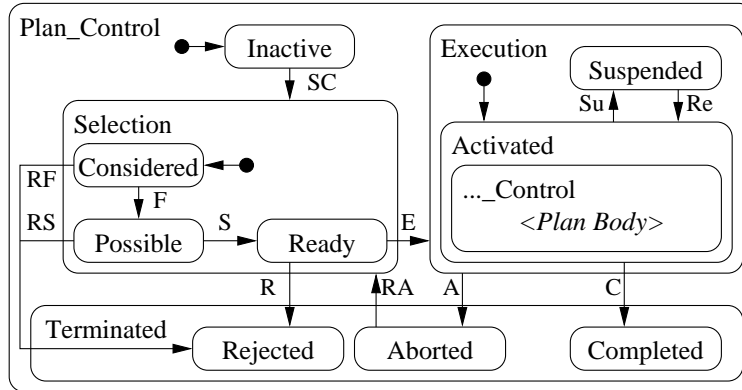 Plan_Control
Inactive
SC
Execution
Suspended
Su
Re
Activated
..._Control
<Plan Body>
Selection
Considered
RF
F
RS
Possible
S
Ready
E
R
RA
A
C
Terminated
Rejected
Aborted
Completed